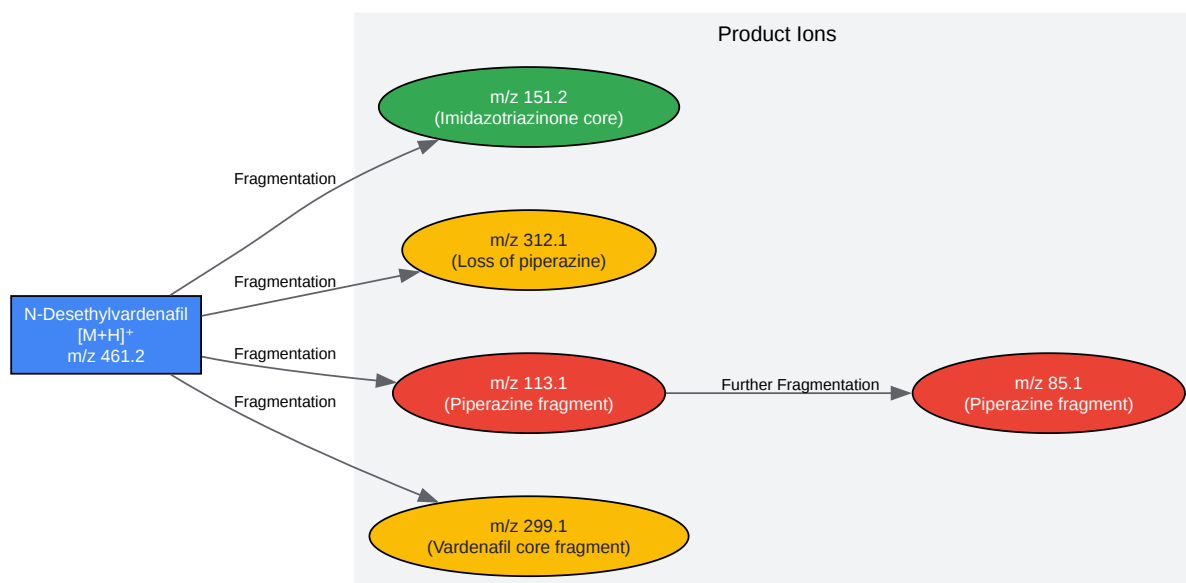 Product Ions
m/z 151.2
(Imidazotriazinone core)
Fragmentation
m/z 312.1
(Loss of piperazine)
Fragmentation
N-Desethylvardenafil
[M+H]⁺
m/z 461.2
Fragmentation
m/z 113.1
(Piperazine fragment)
Further Fragmentation
m/z 85.1
(Piperazine fragment)
Fragmentation
m/z 299.1
(Vardenafil core fragment)